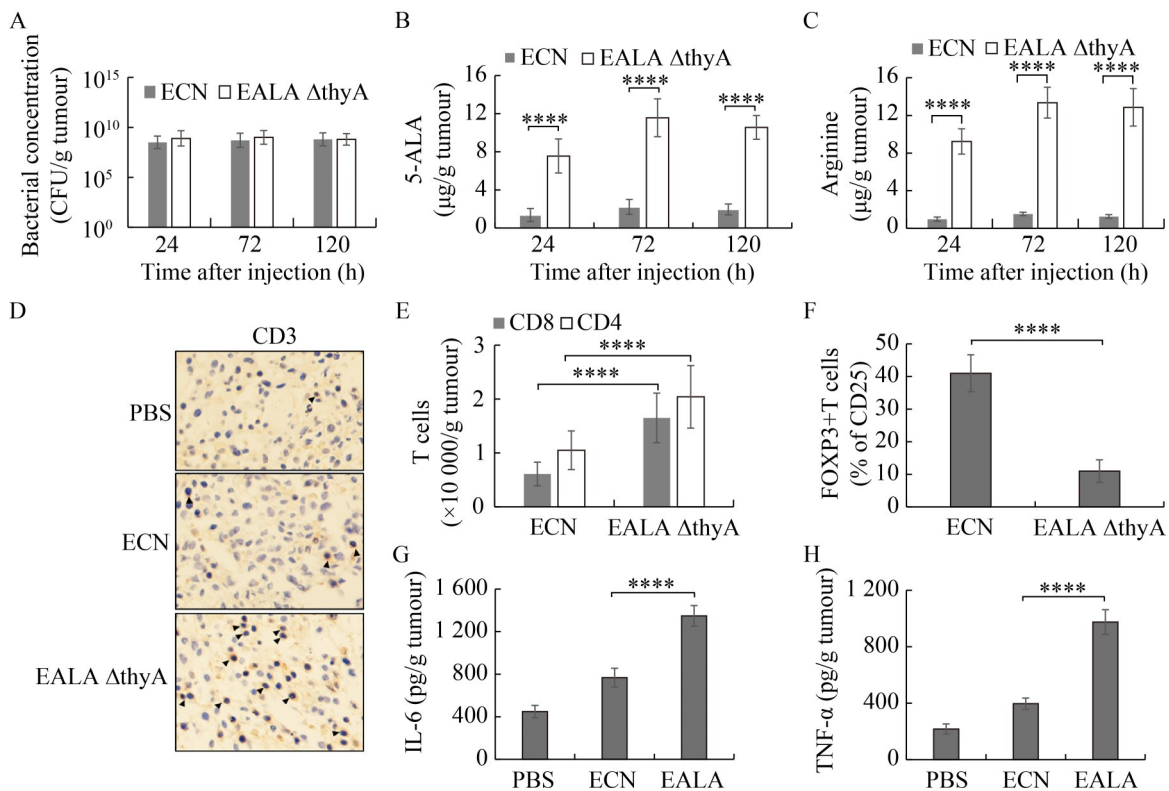 A
ECN EALA ΔthyA
Bacterial concentration
(CFU/g tumour)
10¹⁵
10¹⁰
10⁵
10⁰
24 72 120
Time after injection (h)
B
ECN EALA ΔthyA
5-ALA
(μg/g tumour)
16
12
8
4
0
**** **** ****
24 72 120
Time after injection (h)
C
ECN EALA ΔthyA
Arginine
(μg/g tumour)
16
12
8
4
0
**** **** ****
24 72 120
Time after injection (h)
D
CD3
PBS
ECN
EALA ΔthyA
E
CD8 CD4
T cells
(×10 000/g tumour)
3
2
1
0
****
****
ECN EALA ΔthyA
F
FOXP3+T cells
(% of CD25)
50
40
30
20
10
0
****
ECN EALA ΔthyA
G
IL-6 (pg/g tumour)
1 600
1 200
800
400
0
****
PBS ECN EALA
H
TNF-α (pg/g tumour)
1 200
800
400
0
****
PBS ECN EALA